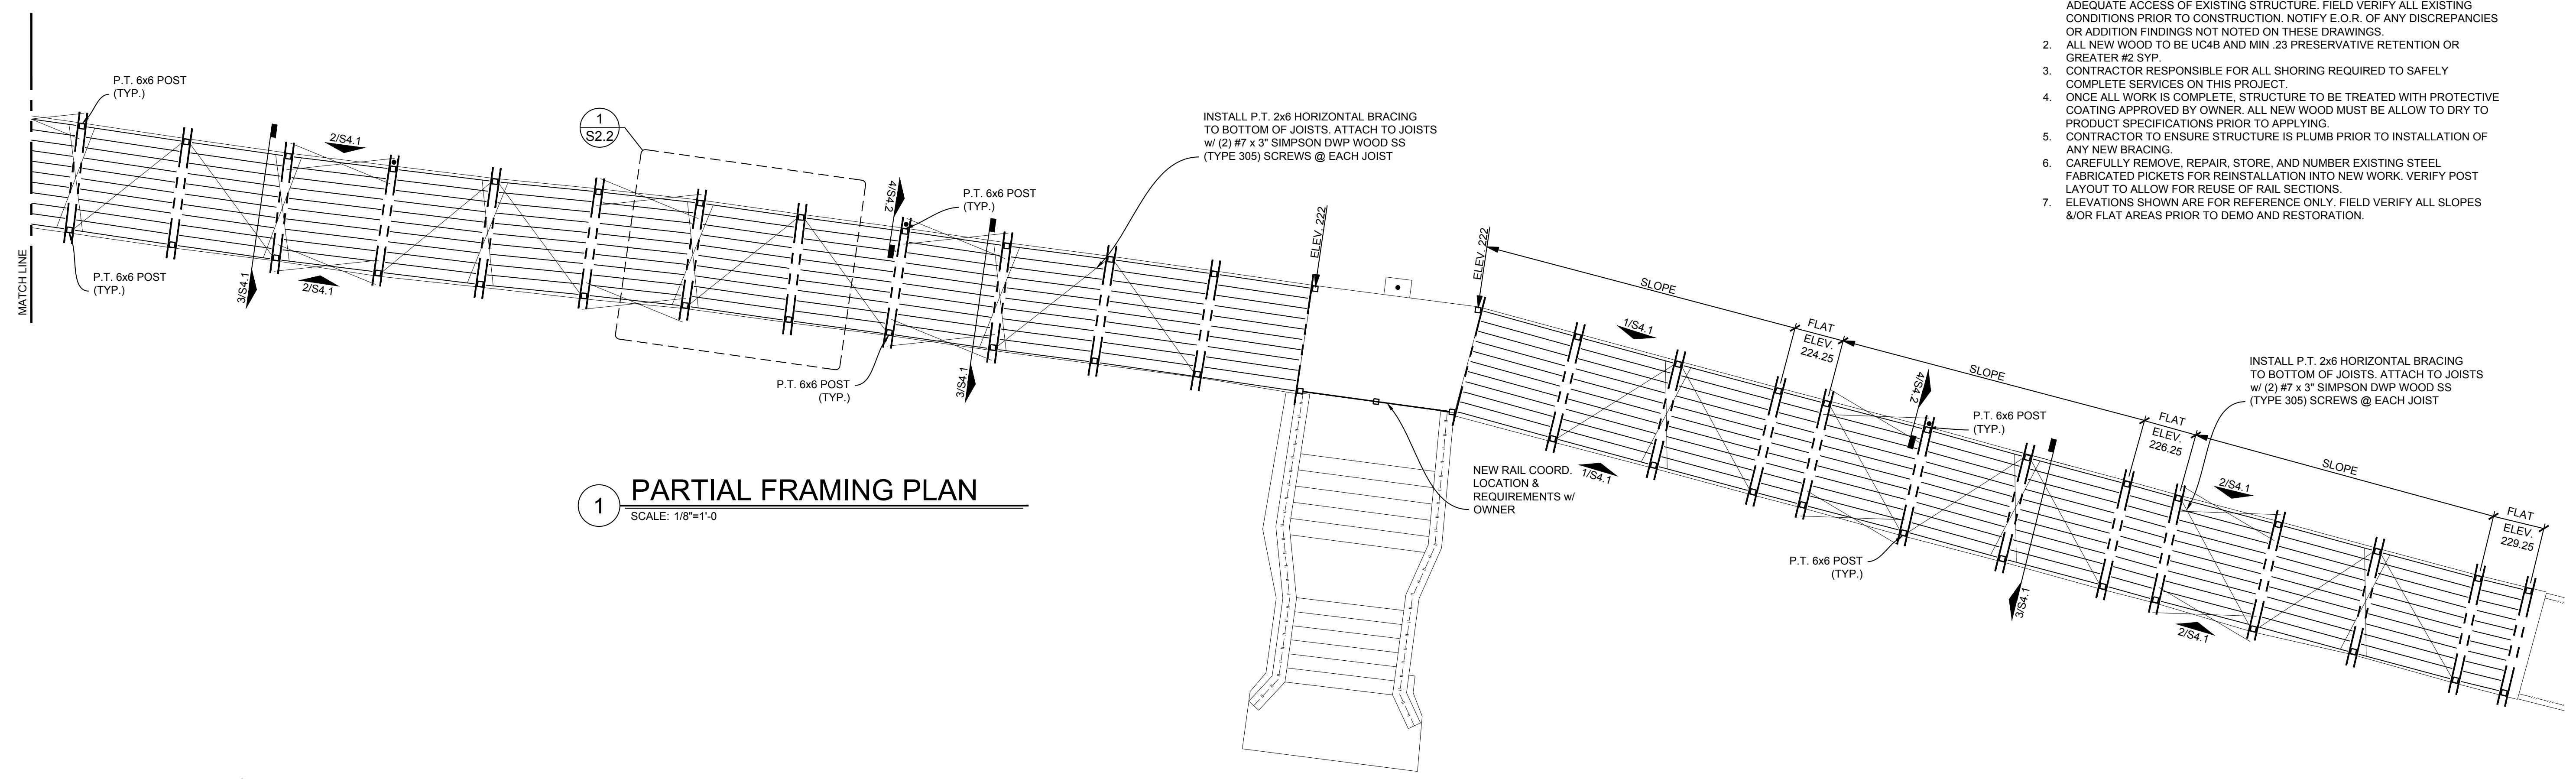 ADEQUATE ACCESS OF EXISTING STRUCTURE. FIELD VERIFY ALL EXISTING
CONDITIONS PRIOR TO CONSTRUCTION. NOTIFY E.O.R. OF ANY DISCREPANCIES
OR ADDITION FINDINGS NOT NOTED ON THESE DRAWINGS.
2. ALL NEW WOOD TO BE UC4B AND MIN .23 PRESERVATIVE RETENTION OR
GREATER #2 SYP.
3. CONTRACTOR RESPONSIBLE FOR ALL SHORING REQUIRED TO SAFELY
COMPLETE SERVICES ON THIS PROJECT.
4. ONCE ALL WORK IS COMPLETE, STRUCTURE TO BE TREATED WITH PROTECTIVE
COATING APPROVED BY OWNER. ALL NEW WOOD MUST BE ALLOW TO DRY TO
PRODUCT SPECIFICATIONS PRIOR TO APPLYING.
5. CONTRACTOR TO ENSURE STRUCTURE IS PLUMB PRIOR TO INSTALLATION OF
ANY NEW BRACING.
6. CAREFULLY REMOVE, REPAIR, STORE, AND NUMBER EXISTING STEEL
FABRICATED PICKETS FOR REINSTALLATION INTO NEW WORK. VERIFY POST
LAYOUT TO ALLOW FOR REUSE OF RAIL SECTIONS.
7. ELEVATIONS SHOWN ARE FOR REFERENCE ONLY. FIELD VERIFY ALL SLOPES
&/OR FLAT AREAS PRIOR TO DEMO AND RESTORATION.
MATCH LINE
P.T. 6x6 POST
(TYP.)
P.T. 6x6 POST
(TYP.)
2/S4.1
3/S4.1
2/S4.1
1
S2.2
4/S4.2
P.T. 6x6 POST
(TYP.)
INSTALL P.T. 2x6 HORIZONTAL BRACING
TO BOTTOM OF JOISTS. ATTACH TO JOISTS
w/ (2) #7 x 3" SIMPSON DWP WOOD SS
(TYPE 305) SCREWS @ EACH JOIST
P.T. 6x6 POST
(TYP.)
3/S4.1
ELEV. 222
ELEV. 222
SLOPE
FLAT
ELEV.
224.25
SLOPE
FLAT
ELEV.
226.25
SLOPE
FLAT
ELEV.
229.25
1/S4.1
1/S4.1
4/S4.2
P.T. 6x6 POST
(TYP.)
INSTALL P.T. 2x6 HORIZONTAL BRACING
TO BOTTOM OF JOISTS. ATTACH TO JOISTS
w/ (2) #7 x 3" SIMPSON DWP WOOD SS
(TYPE 305) SCREWS @ EACH JOIST
2/S4.1
NEW RAIL COORD.
LOCATION &
REQUIREMENTS w/
OWNER
P.T. 6x6 POST
(TYP.)
3/S4.1
2/S4.1
1
PARTIAL FRAMING PLAN
SCALE: 1/8"=1'-0